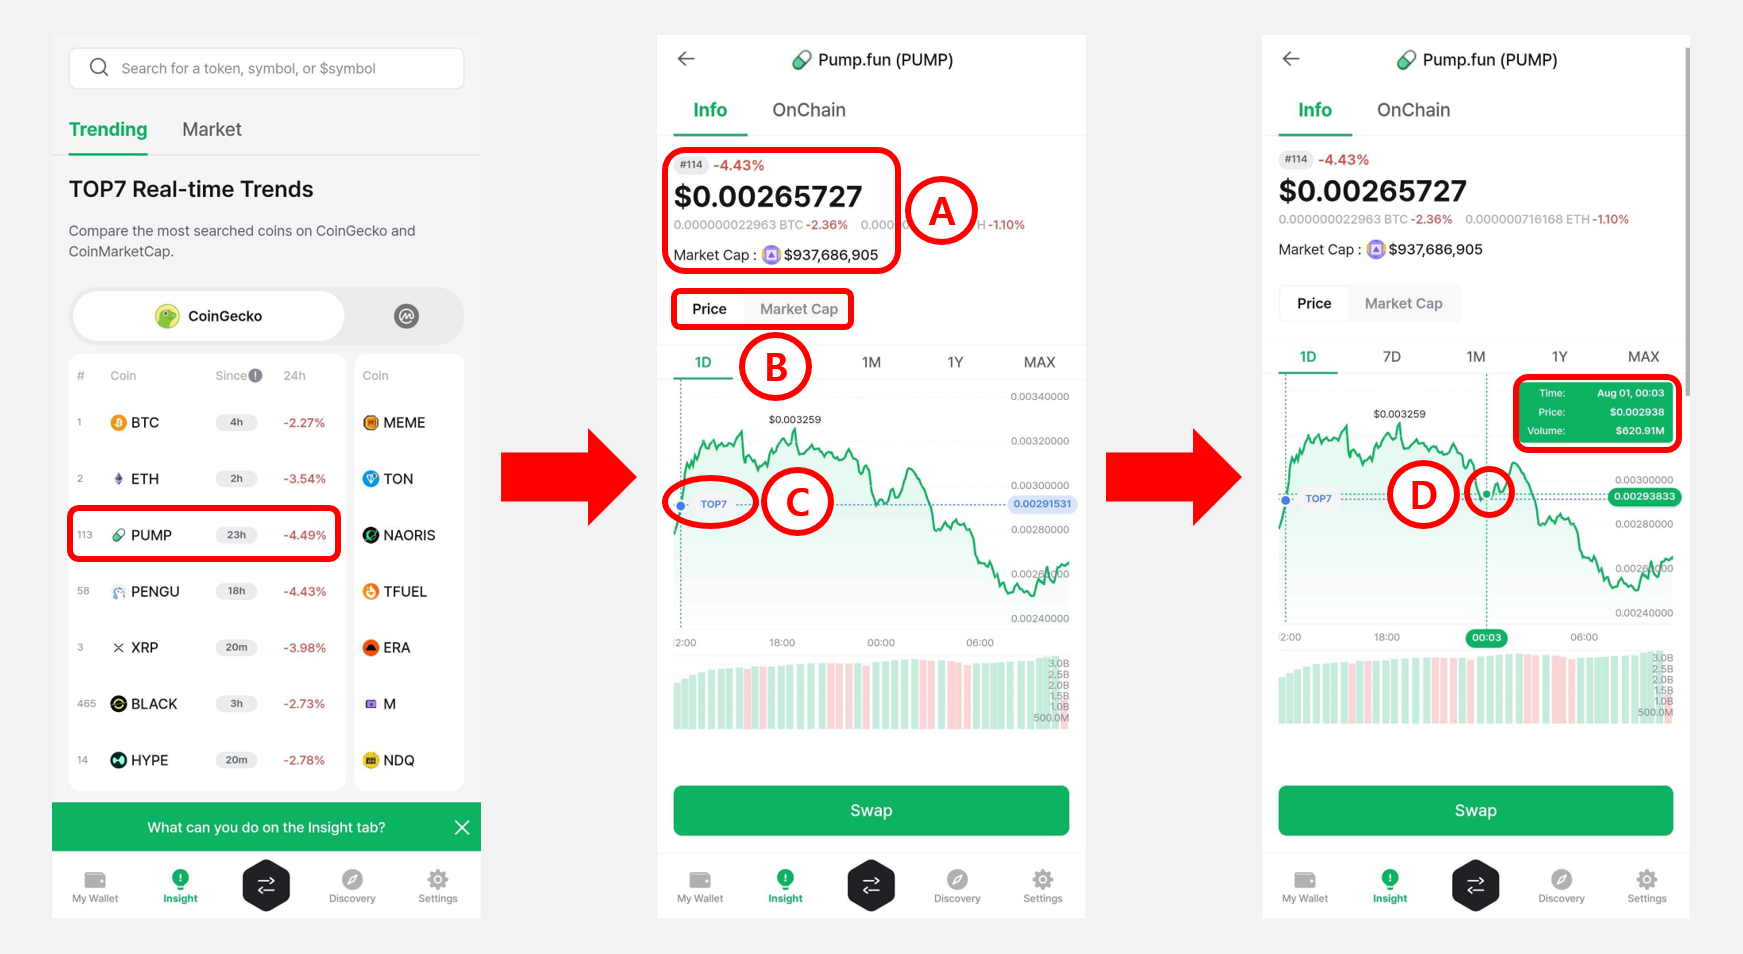 Search for a token, symbol, or $symbol
Trending Market
TOP7 Real-time Trends
Compare the most searched coins on CoinGecko and
CoinMarketCap.
CoinGecko
# Coin Since 24h Coin
1 BTC 4h -2.27% MEME
2 ETH 2h -3.54% TON
113 PUMP 23h -4.49% NAORIS
58 PENGU 18h -4.43% TFUEL
3 XRP 20m -3.98% ERA
465 BLACK 3h -2.73% M
14 HYPE 20m -2.78% NDQ
What can you do on the Insight tab?
My Wallet Insight Discovery Settings
Pump.fun (PUMP)
Info OnChain
#114 -4.43%
$0.00265727
A
0.000000022963 BTC -2.36% 0.000 H -1.10%
Market Cap : $937,686,905
Price Market Cap
B
1D 1M 1Y MAX
0.00340000
$0.003259
0.00320000
0.00300000
TOP7
C
0.00291531
0.00280000
0.00260000
0.00240000
12:00 18:00 00:00 06:00
3.0B
2.5B
2.0B
1.5B
1.0B
500.0M
Swap
My Wallet Insight Discovery Settings
Pump.fun (PUMP)
Info OnChain
#114 -4.43%
$0.00265727
0.000000022963 BTC -2.36% 0.000000716168 ETH -1.10%
Market Cap : $937,686,905
Price Market Cap
1D 7D 1M 1Y MAX
Time: Aug 01, 00:03
Price: $0.002938
Volume: $620.91M
$0.003259
0.00300000
TOP7
D
0.00293833
0.00280000
0.00260000
0.00240000
12:00 18:00 00:03 06:00
3.0B
2.5B
2.0B
1.5B
1.0B
500.0M
Swap
My Wallet Insight Discovery Settings